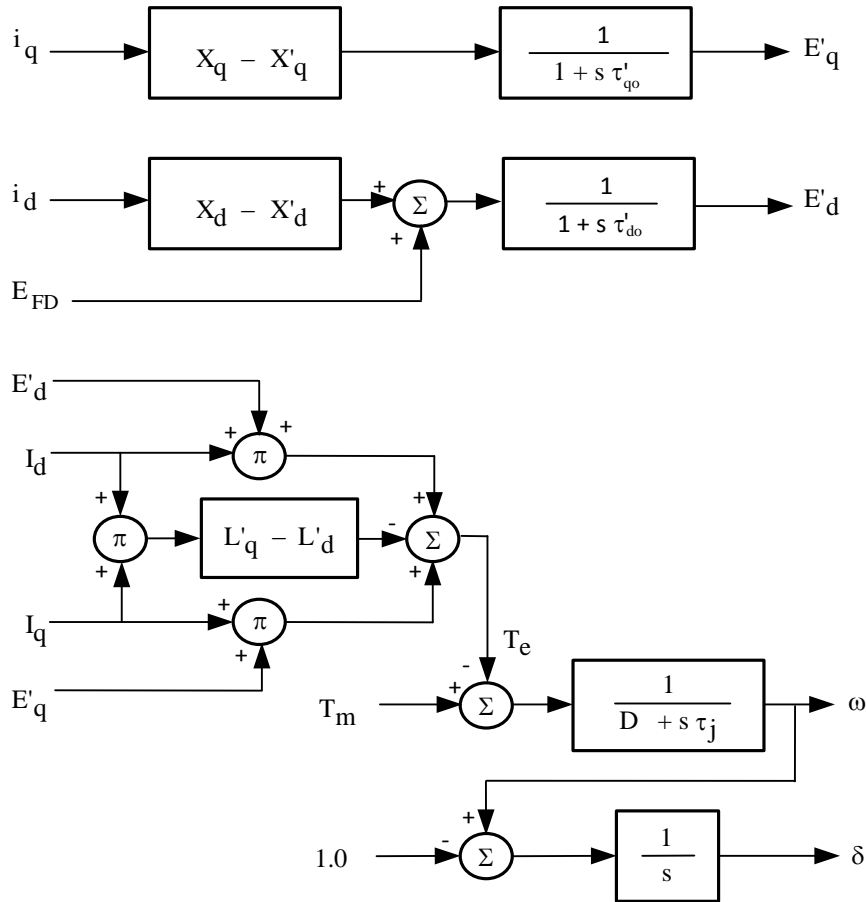 i_q X_q − X'_q 1 E'_q
1 + s τ'_qo
i_d X_d − X'_d + Σ 1 E'_d
+ 1 + s τ'_do
E_FD
E'_d
I_d + + π
+ +
π L'_q − L'_d - Σ
+ +
I_q + π
+ T_e
E'_q -
T_m + Σ 1 ω
D + s τ_j
+
1.0 - Σ 1 δ
s